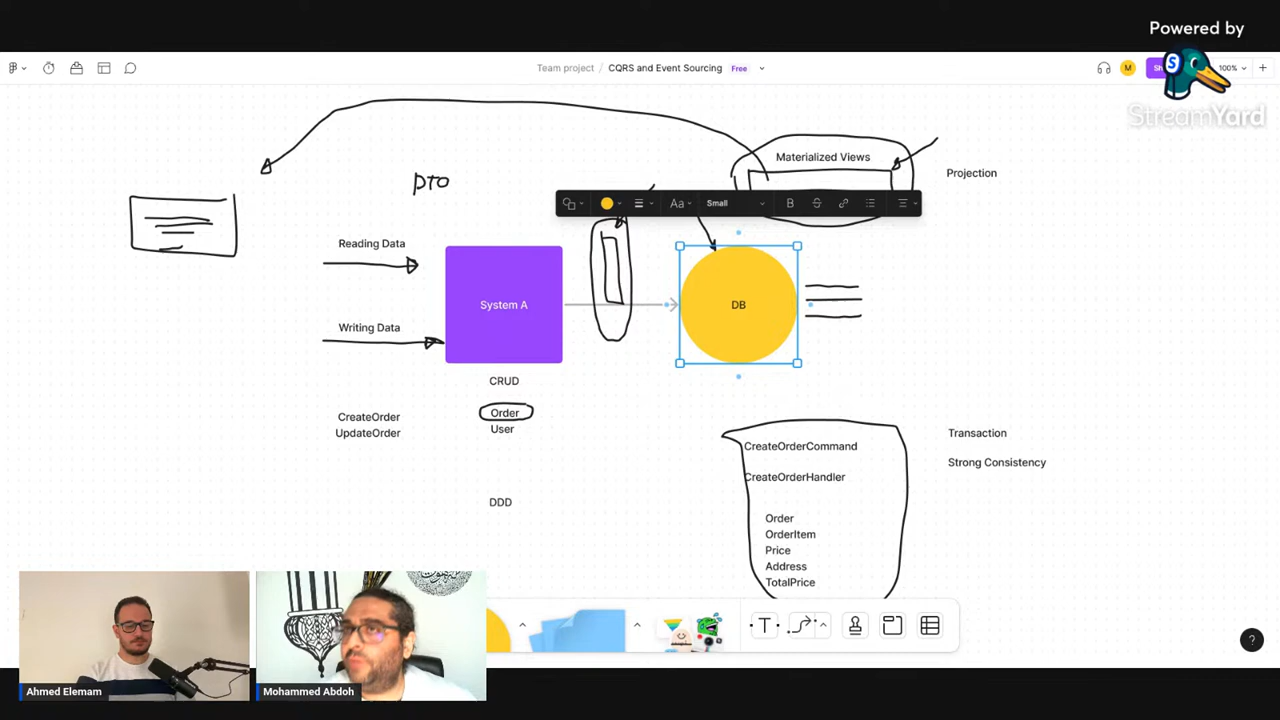 Powered by
StreamYard
Team project / CQRS and Event Sourcing Free
M
Sh
100%
Materialized Views
Projection
DTO
Aa
Small
B
S
Reading Data
System A
DB
Writing Data
CRUD
Order
User
CreateOrder
UpdateOrder
CreateOrderCommand
CreateOrderHandler
Transaction
Strong Consistency
DDD
Order
OrderItem
Price
Address
TotalPrice
T
?
Ahmed Elemam
Mohammed Abdoh